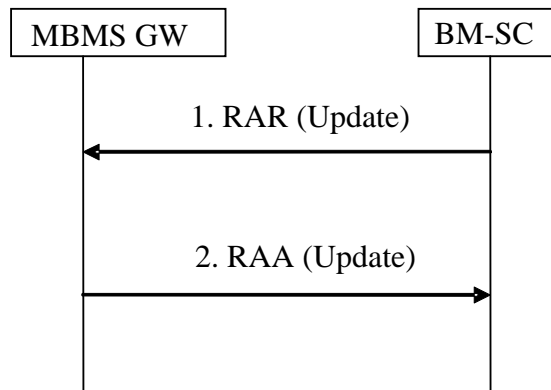 MBMS GW
BM-SC
1. RAR (Update)
2. RAA (Update)